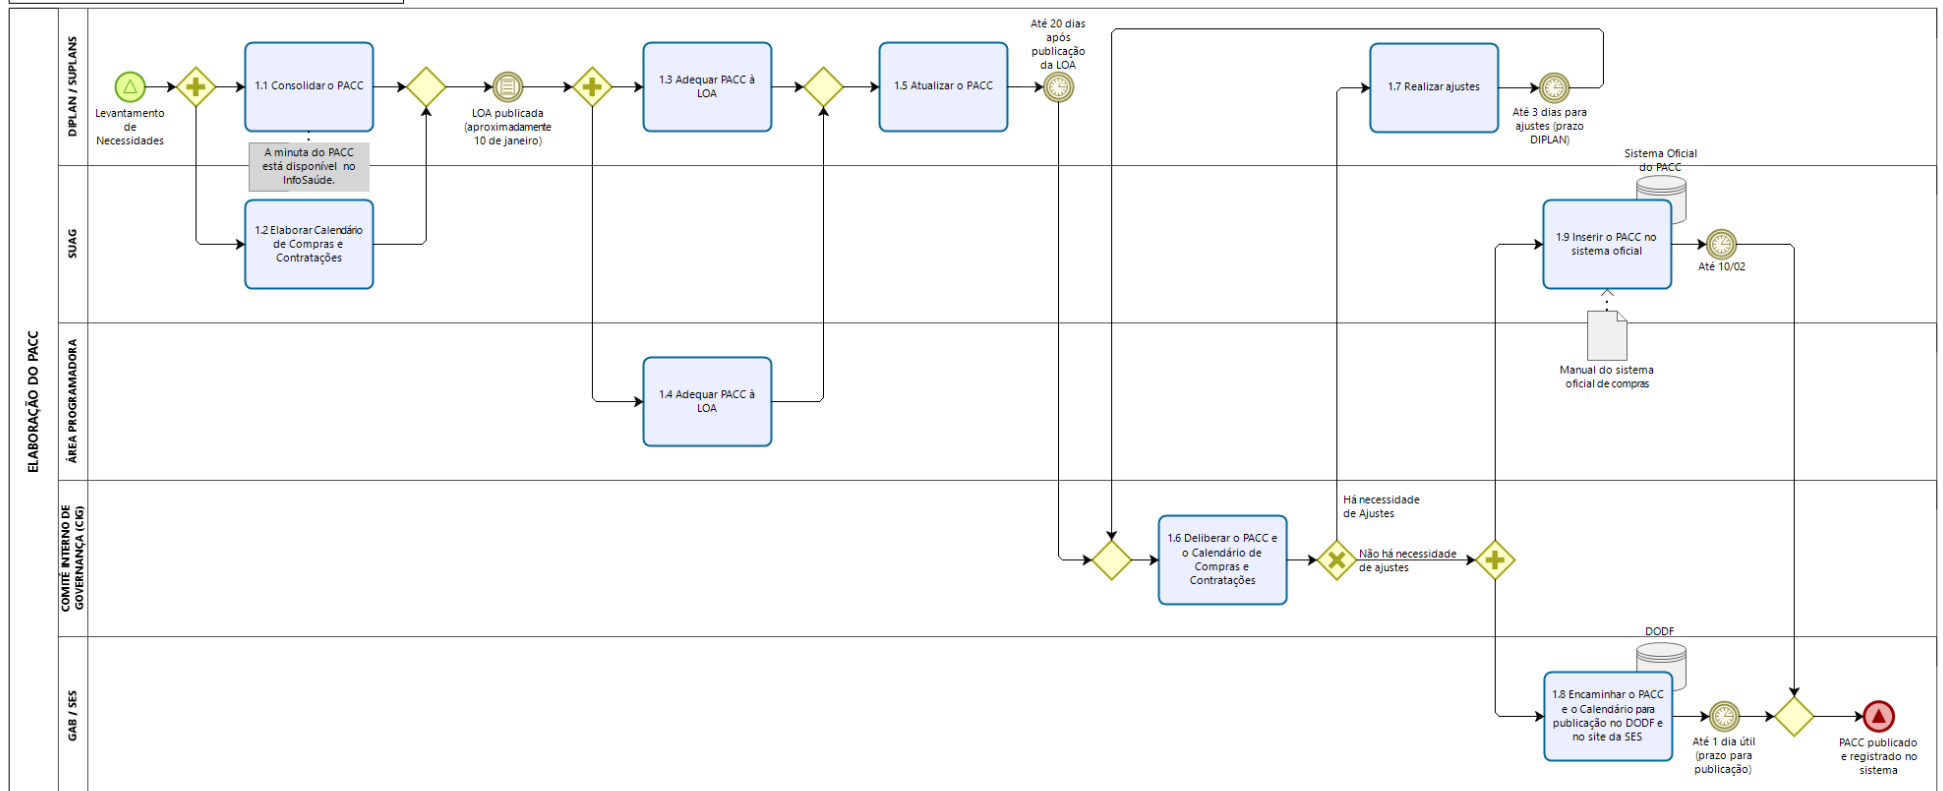 ELABORAÇÃO DO PACC
DIPLAN / SUPLANS
Levantamento
de
Necessidades
1.1 Consolidar o PACC
A minuta do PACC
está disponível no
InfoSaúde.
LOA publicada
(aproximadamente
10 de janeiro)
1.3 Adequar PACC à
LOA
1.5 Atualizar o PACC
Até 20 dias
após
publicação
da LOA
1.7 Realizar ajustes
Até 3 dias para
ajustes (prazo
DIPLAN)
SUAG
1.2 Elaborar Calendário
de Compras e
Contratações
Sistema Oficial
do PACC
1.9 Inserir o PACC no
sistema oficial
Até 10/02
Manual do sistema
oficial de compras
ÁREA PROGRAMADORA
1.4 Adequar PACC à
LOA
COMITÊ INTERNO DE
GOVERNANÇA (CIG)
1.6 Deliberar o PACC e
o Calendário de
Compras e
Contratações
Há necessidade
de Ajustes
Não há necessidade
de ajustes
GAB / SES
DODF
1.8 Encaminhar o PACC
e o Calendário para
publicação no DODF e
no site da SES
Até 1 dia útil
(prazo para
publicação)
PACC publicado
e registrado no
sistema